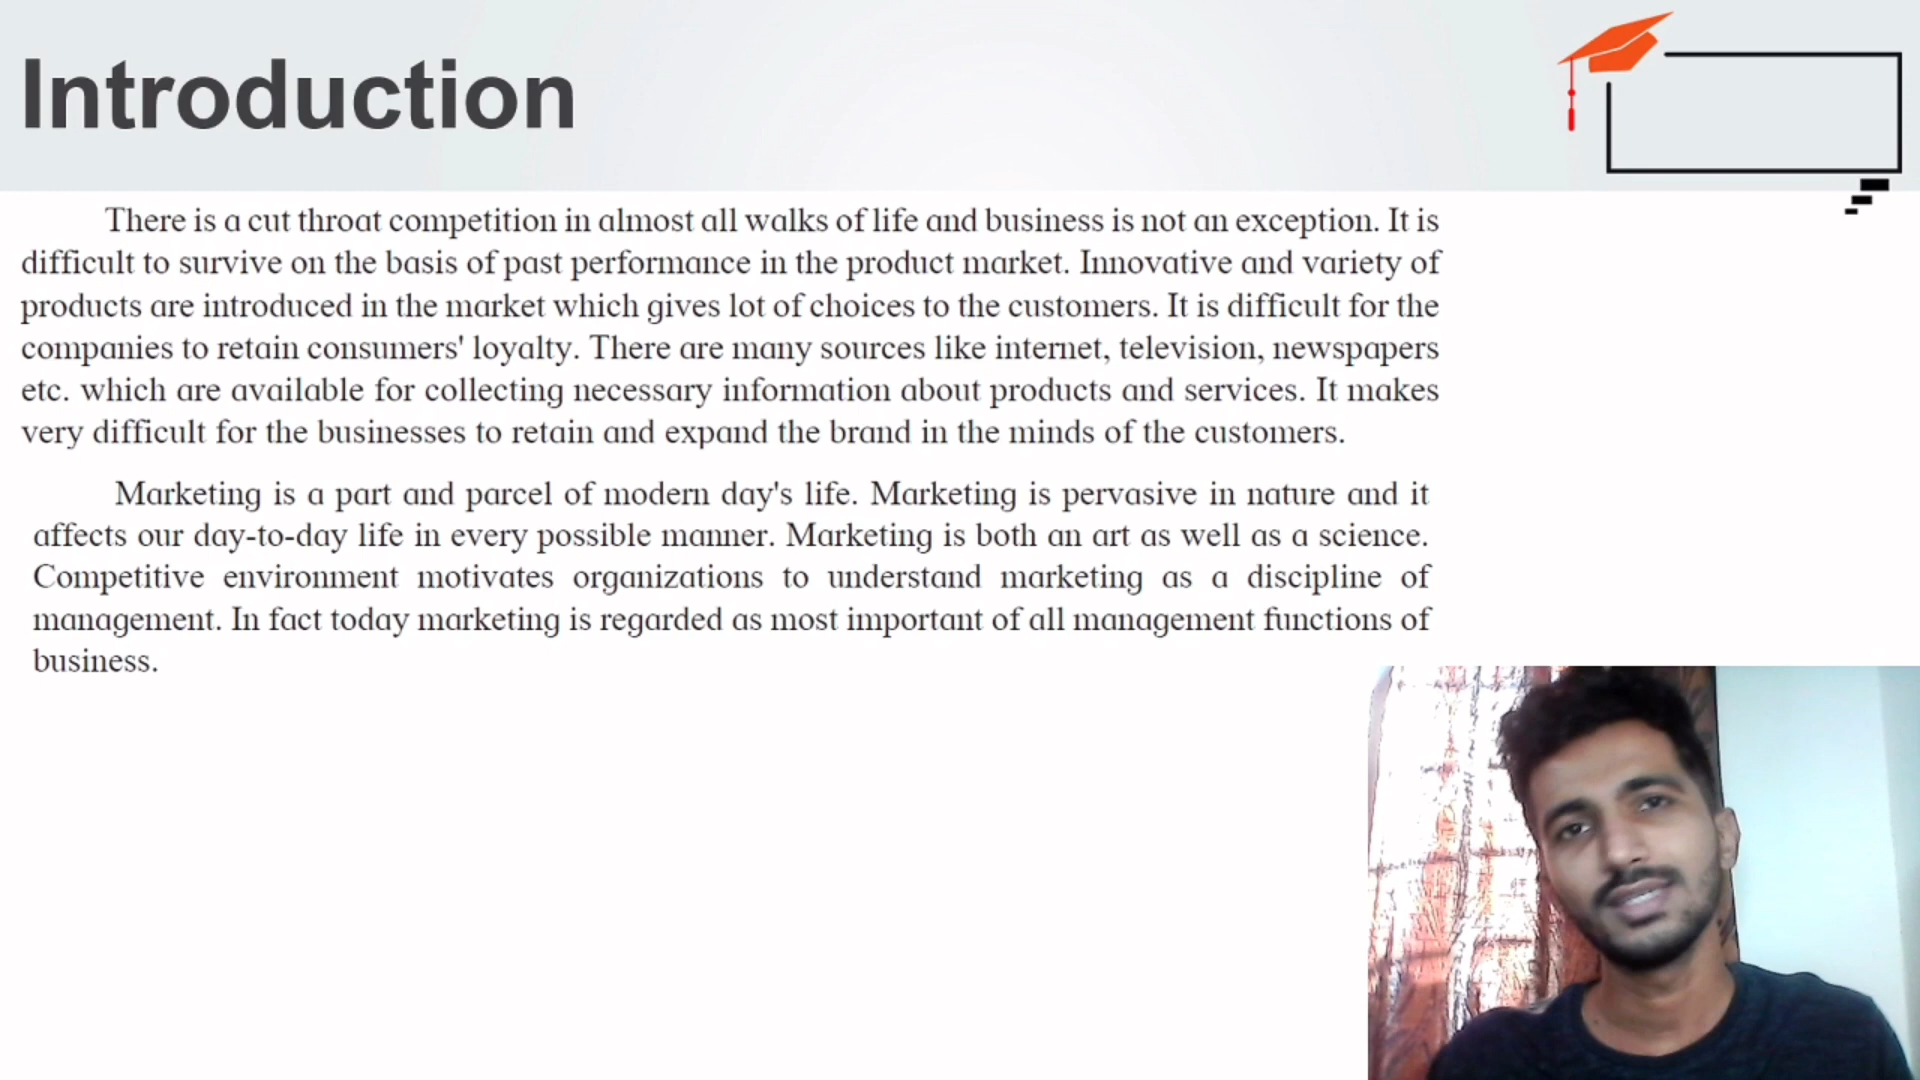 Introduction
There is a cut throat competition in almost all walks of life and business is not an exception. It is
difficult to survive on the basis of past performance in the product market. Innovative and variety of
products are introduced in the market which gives lot of choices to the customers. It is difficult for the
companies to retain consumers' loyalty. There are many sources like internet, television, newspapers
etc. which are available for collecting necessary information about products and services. It makes
very difficult for the businesses to retain and expand the brand in the minds of the customers.
Marketing is a part and parcel of modern day's life. Marketing is pervasive in nature and it
affects our day-to-day life in every possible manner. Marketing is both an art as well as a science.
Competitive environment motivates organizations to understand marketing as a discipline of
management. In fact today marketing is regarded as most important of all management functions of
business.